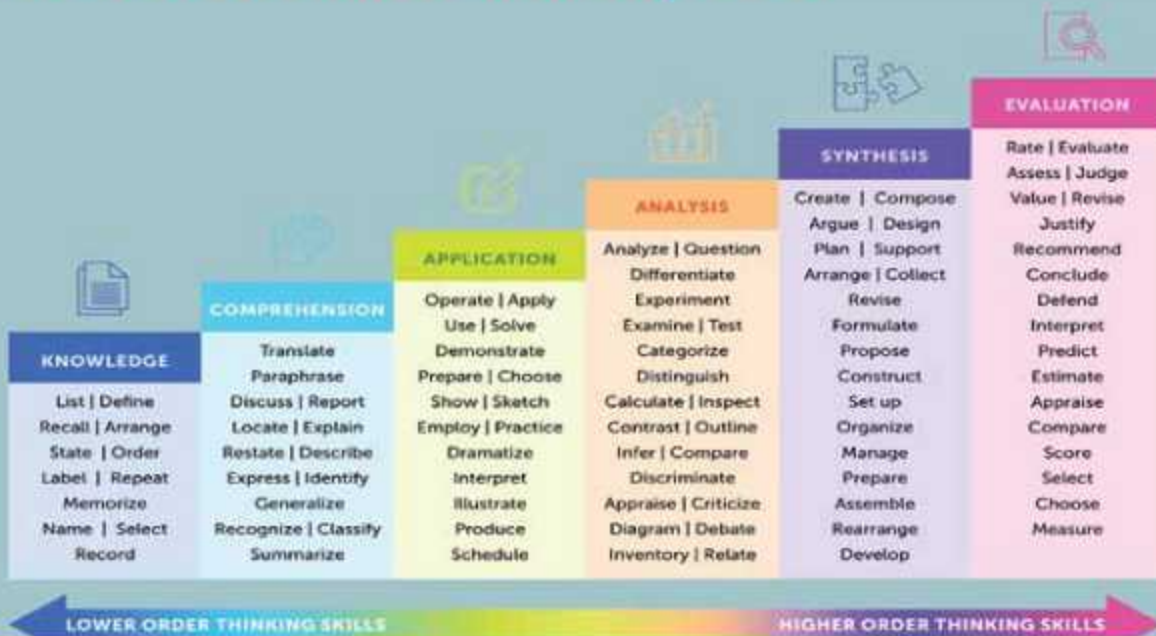 KNOWLEDGE
List | Define
Recall | Arrange
State | Order
Label | Repeat
Memorize
Name | Select
Record
COMPREHENSION
Translate
Paraphrase
Discuss | Report
Locate | Explain
Restate | Describe
Express | Identify
Generalize
Recognize | Classify
Summarize
APPLICATION
Operate | Apply
Use | Solve
Demonstrate
Prepare | Choose
Show | Sketch
Employ | Practice
Dramatize
Interpret
Illustrate
Produce
Schedule
ANALYSIS
Analyze | Question
Differentiate
Experiment
Examine | Test
Categorize
Distinguish
Calculate | Inspect
Contrast | Outline
Infer | Compare
Discriminate
Appraise | Criticize
Diagram | Debate
Inventory | Relate
SYNTHESIS
Create | Compose
Argue | Design
Plan | Support
Arrange | Collect
Revise
Formulate
Propose
Construct
Set up
Organize
Manage
Prepare
Assemble
Rearrange
Develop
EVALUATION
Rate | Evaluate
Assess | Judge
Value | Revise
Justify
Recommend
Conclude
Defend
Interpret
Predict
Estimate
Appraise
Compare
Score
Select
Choose
Measure
LOWER ORDER THINKING SKILLS
HIGHER ORDER THINKING SKILLS